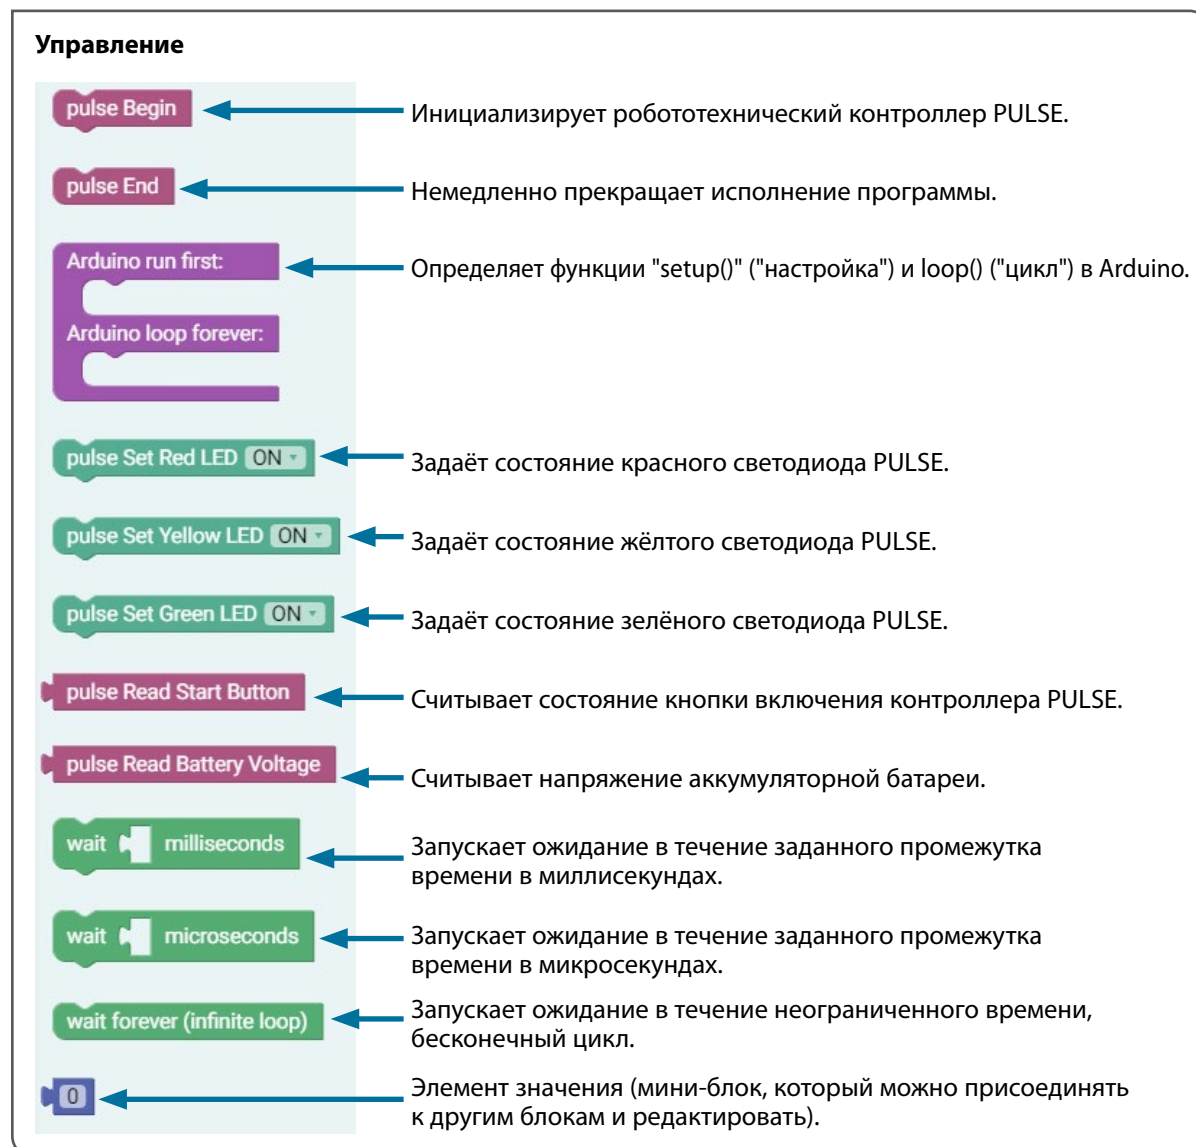 Управление
pulse Begin
Инициализирует робототехнический контроллер PULSE.
pulse End
Немедленно прекращает исполнение программы.
Arduino run first:
Определяет функции "setup()" ("настройка") и loop() ("цикл") в Arduino.
Arduino loop forever:
pulse Set Red LED ON
Задаёт состояние красного светодиода PULSE.
pulse Set Yellow LED ON
Задаёт состояние жёлтого светодиода PULSE.
pulse Set Green LED ON
Задаёт состояние зелёного светодиода PULSE.
pulse Read Start Button
Считывает состояние кнопки включения контроллера PULSE.
pulse Read Battery Voltage
Считывает напряжение аккумуляторной батареи.
wait milliseconds
Запускает ожидание в течение заданного промежутка
времени в миллисекундах.
wait microseconds
Запускает ожидание в течение заданного промежутка
времени в микросекундах.
wait forever (infinite loop)
Запускает ожидание в течение неограниченного времени,
бесконечный цикл.
0
Элемент значения (мини-блок, который можно присоединять
к другим блокам и редактировать).